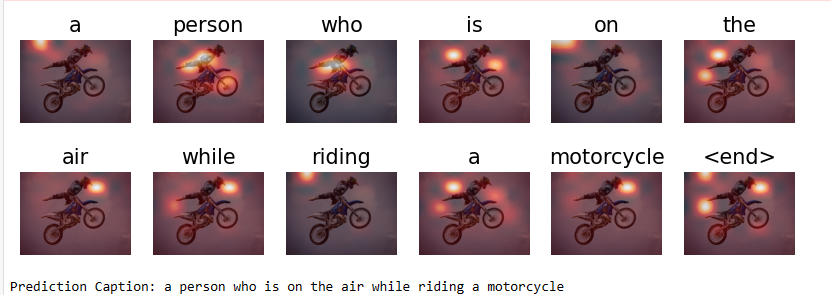 a person who is on the
air while riding a motorcycle <end>
Prediction Caption: a person who is on the air while riding a motorcycle